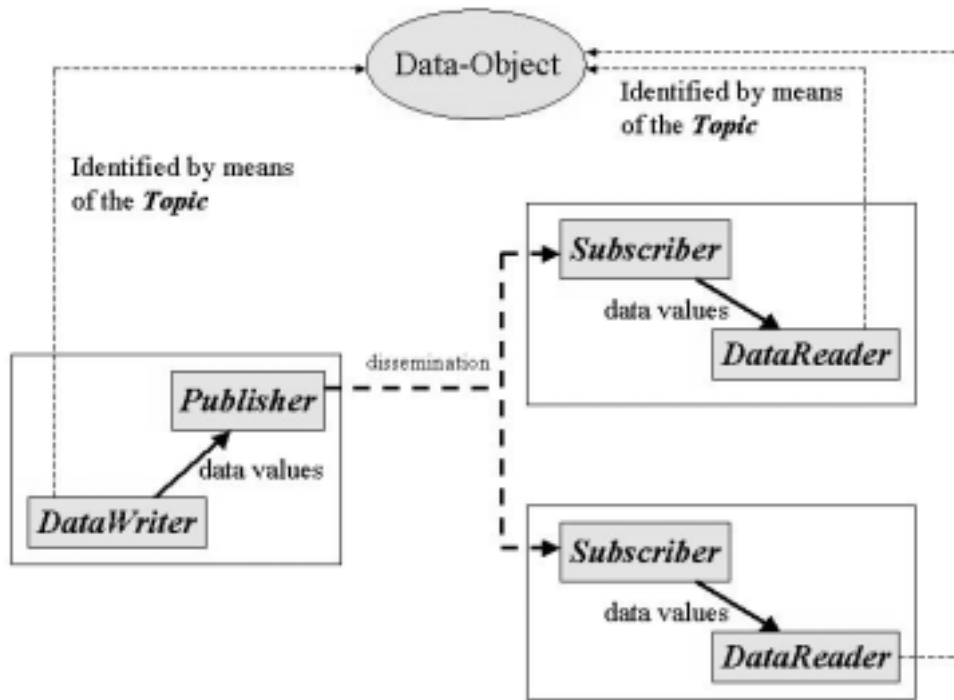 Data-Object
Identified by means
of the Topic
Identified by means
of the Topic
Subscriber
data values
DataReader
dissemination
Publisher
data values
DataWriter
Subscriber
data values
DataReader